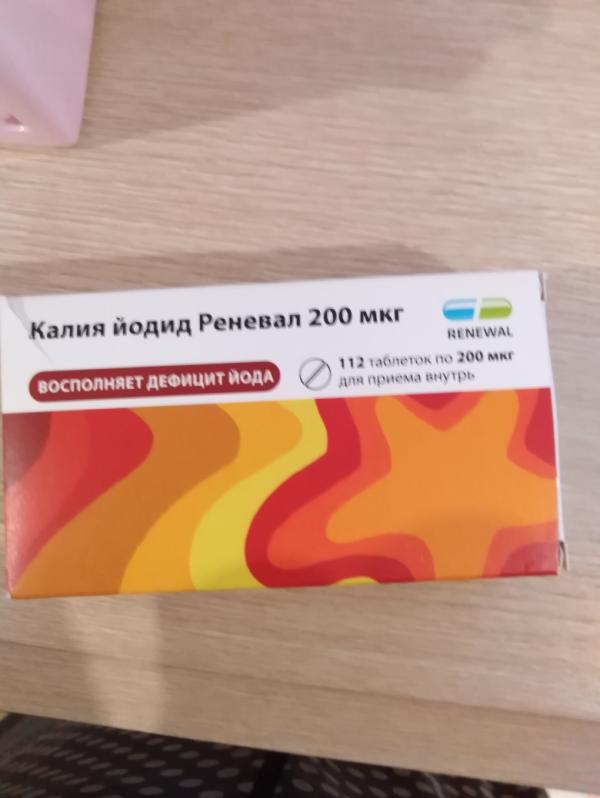 Калия йодид Реневал 200 мкг
RENEWAL
ВОСПОЛНЯЕТ ДЕФИЦИТ ЙОДА
112 таблеток по 200 мкг
для приема внутрь